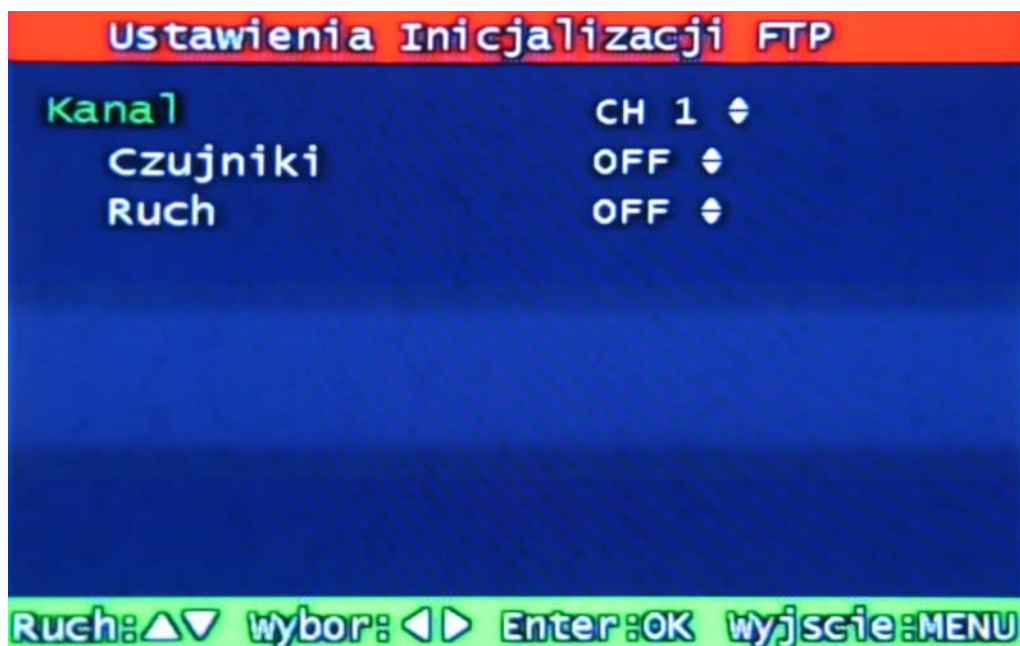 Ustawienia Inicjalizacji FTP
Kanal CH 1
Czujniki OFF
Ruch OFF
Ruch:△▽ Wybor:◁▷ Enter:OK Wyjscie:MENU